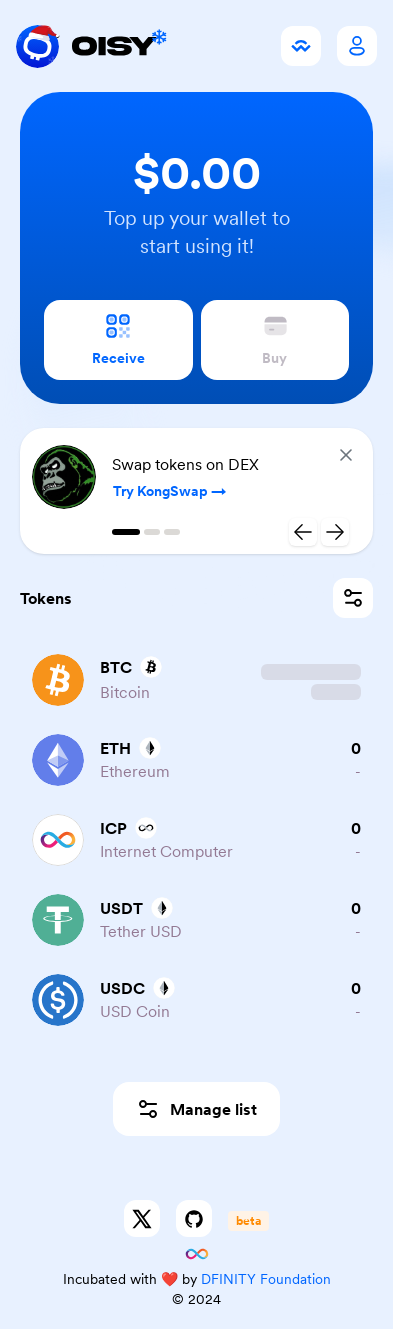 OISY
$0.00
Top up your wallet to
start using it!
Receive
Buy
Swap tokens on DEX
Try KongSwap →
Tokens
BTC
Bitcoin
ETH
0
Ethereum
-
ICP
0
Internet Computer
-
USDT
0
Tether USD
-
USDC
0
USD Coin
-
Manage list
beta
Incubated with ❤️ by DFINITY Foundation
© 2024